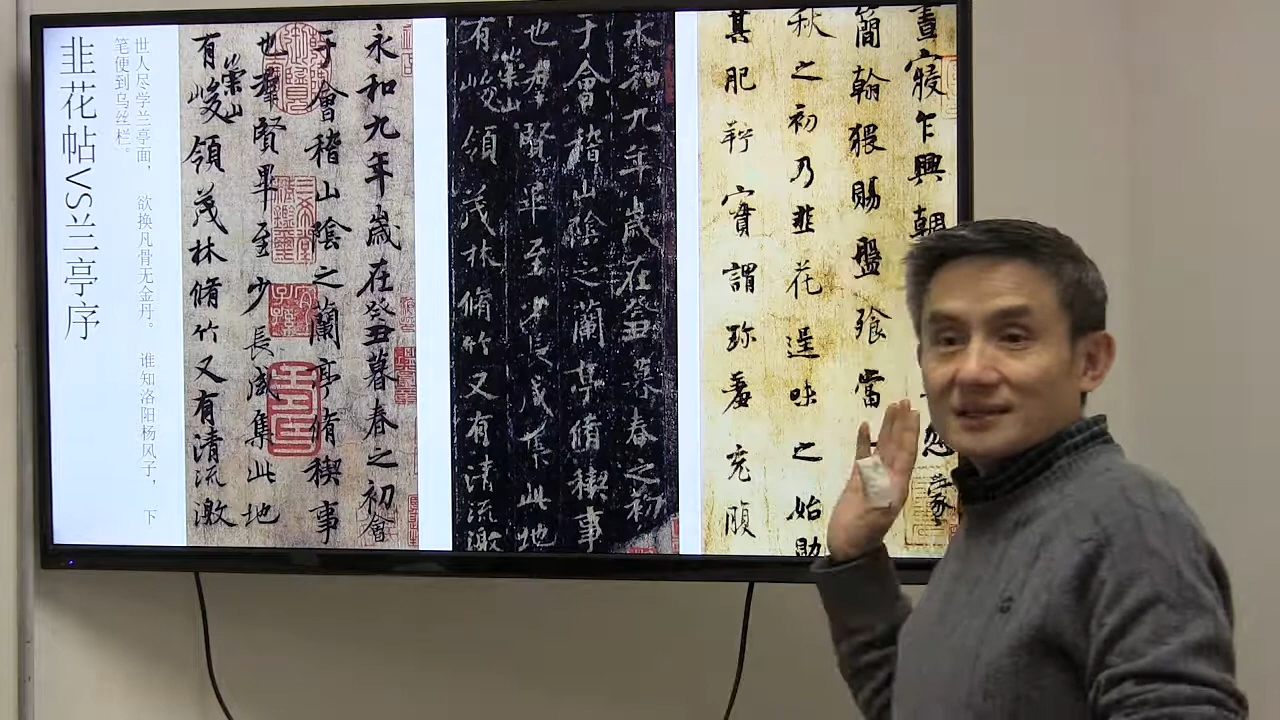 韭花帖VS兰亭序
世人尽学兰亭面， 欲换凡骨无金丹。 谁知洛阳杨风子， 下
笔便到乌丝栏。
永和九年歲在癸丑暮春之初會
于會稽山陰之蘭亭脩稧事
也羣賢畢至少長咸集此地
有崇山峻領茂林脩竹又有清流激
永和九年歲在癸丑暮春之初
于會稽山陰之蘭亭脩稧事
也羣賢畢至少長咸集此地
有崇山峻領茂林脩竹又有清流激
晝寢乍興 忽蒙
簡翰猥賜盤飱當
秋之初乃韭花逞味之始助
其肥羜實謂珍羞充腹